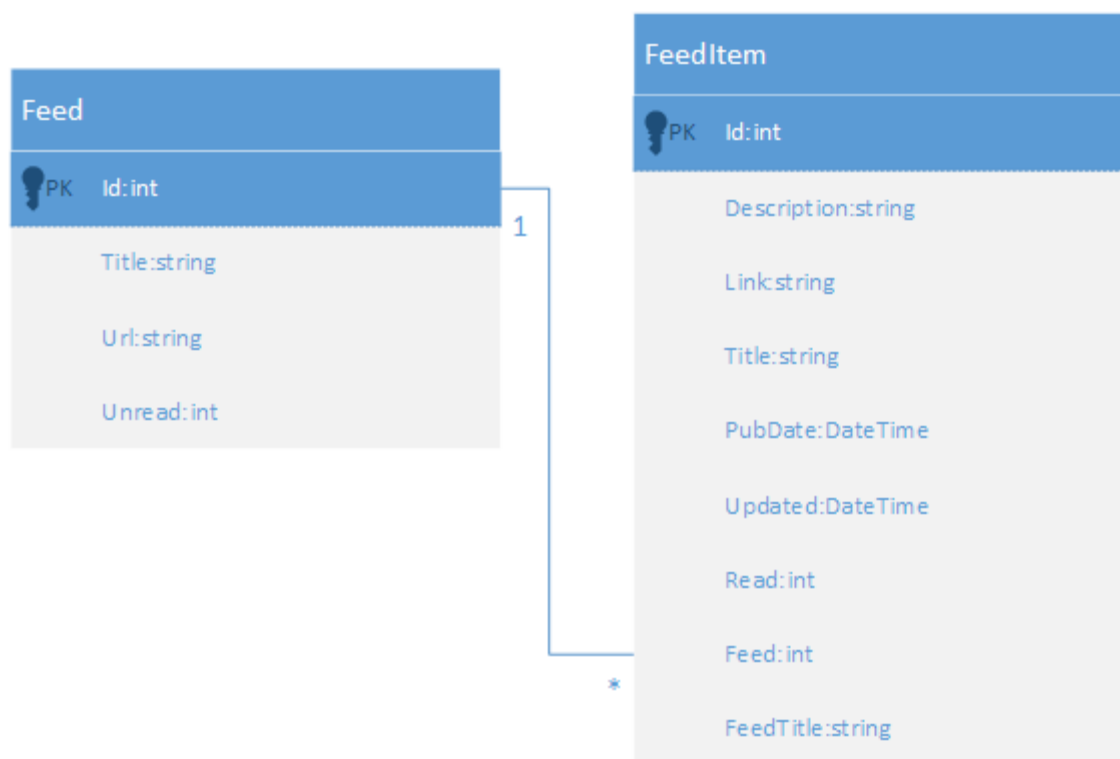 Feed
PK Id:int
Title:string
Url:string
Unread:int
1
*
FeedItem
PK Id:int
Description:string
Link:string
Title:string
PubDate:DateTime
Updated:DateTime
Read:int
Feed:int
FeedTitle:string